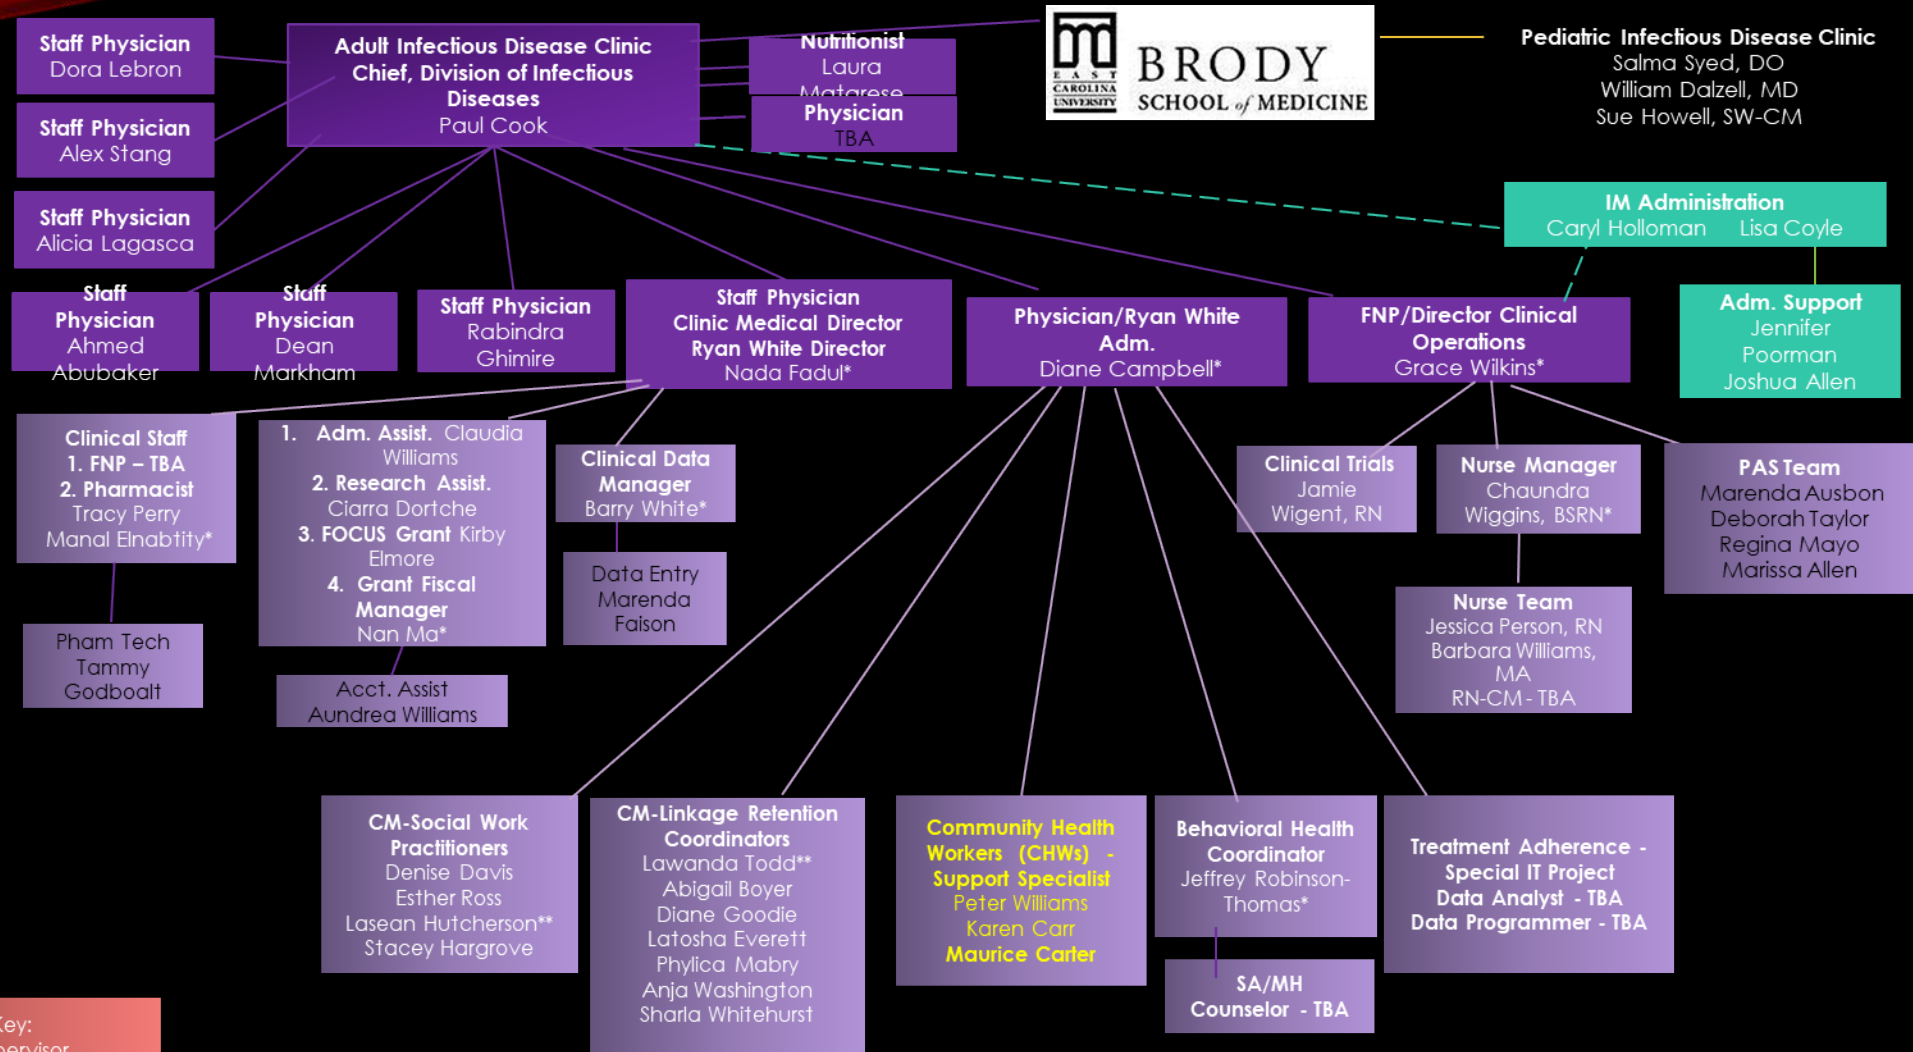 Staff Physician
Dora Lebron
Staff Physician
Alex Stang
Staff Physician
Alicia Lagasca
Adult Infectious Disease Clinic
Chief, Division of Infectious
Diseases
Paul Cook
Nutritionist
Laura
Matarese
Physician
TBA
EAST
CAROLINA
UNIVERSITY
BRODY
SCHOOL of MEDICINE
Pediatric Infectious Disease Clinic
Salma Syed, DO
William Dalzell, MD
Sue Howell, SW-CM
IM Administration
Caryl Holloman Lisa Coyle
Adm. Support
Jennifer
Poorman
Joshua Allen
Staff
Physician
Ahmed
Abubaker
Staff
Physician
Dean
Markham
Staff Physician
Rabindra
Ghimire
Staff Physician
Clinic Medical Director
Ryan White Director
Nada Fadul*
Physician/Ryan White
Adm.
Diane Campbell*
FNP/Director Clinical
Operations
Grace Wilkins*
Clinical Staff
1. FNP – TBA
2. Pharmacist
Tracy Perry
Manal Elnabtity*
Pham Tech
Tammy
Godboalt
1. Adm. Assist. Claudia
Williams
2. Research Assist.
Ciarra Dortche
3. FOCUS Grant Kirby
Elmore
4. Grant Fiscal
Manager
Nan Ma*
Acct. Assist
Aundrea Williams
Clinical Data
Manager
Barry White*
Data Entry
Marenda
Faison
Clinical Trials
Jamie
Wigent, RN
Nurse Manager
Chaundra
Wiggins, BSRN*
Nurse Team
Jessica Person, RN
Barbara Williams,
MA
RN-CM - TBA
PAS Team
Marenda Ausbon
Deborah Taylor
Regina Mayo
Marissa Allen
CM-Social Work
Practitioners
Denise Davis
Esther Ross
Lasean Hutcherson**
Stacey Hargrove
CM-Linkage Retention
Coordinators
Lawanda Todd**
Abigail Boyer
Diane Goodie
Latosha Everett
Phylica Mabry
Anja Washington
Sharla Whitehurst
Community Health
Workers (CHWs) -
Support Specialist
Peter Williams
Karen Carr
Maurice Carter
Behavioral Health
Coordinator
Jeffrey Robinson-
Thomas*
SA/MH
Counselor - TBA
Treatment Adherence -
Special IT Project
Data Analyst - TBA
Data Programmer - TBA
Key: